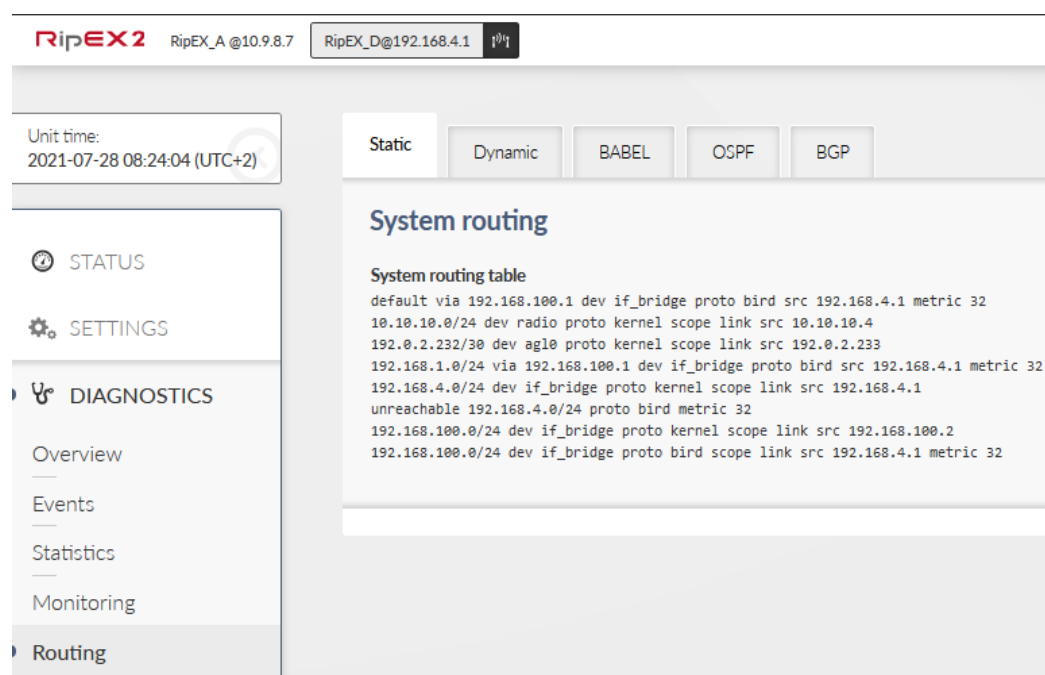 RipEX2 RipEX_A @10.9.8.7 RipEX_D@192.168.4.1
Unit time:
2021-07-28 08:24:04 (UTC+2)
STATUS
SETTINGS
DIAGNOSTICS
Overview
Events
Statistics
Monitoring
Routing
Static Dynamic BABEL OSPF BGP
System routing
System routing table
default via 192.168.100.1 dev if_bridge proto bird src 192.168.4.1 metric 32
10.10.10.0/24 dev radio proto kernel scope link src 10.10.10.4
192.0.2.232/30 dev agl0 proto kernel scope link src 192.0.2.233
192.168.1.0/24 via 192.168.100.1 dev if_bridge proto bird src 192.168.4.1 metric 32
192.168.4.0/24 dev if_bridge proto kernel scope link src 192.168.4.1
unreachable 192.168.4.0/24 proto bird metric 32
192.168.100.0/24 dev if_bridge proto kernel scope link src 192.168.100.2
192.168.100.0/24 dev if_bridge proto bird scope link src 192.168.4.1 metric 32